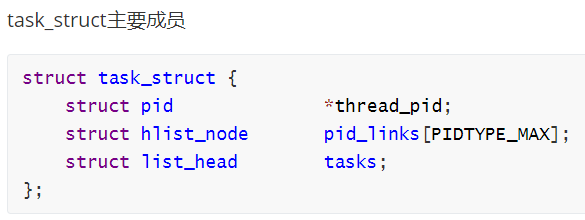 task_struct主要成员
struct task_struct {
    struct pid              *thread_pid;
    struct hlist_node       pid_links[PIDTYPE_MAX];
    struct list_head        tasks;
};